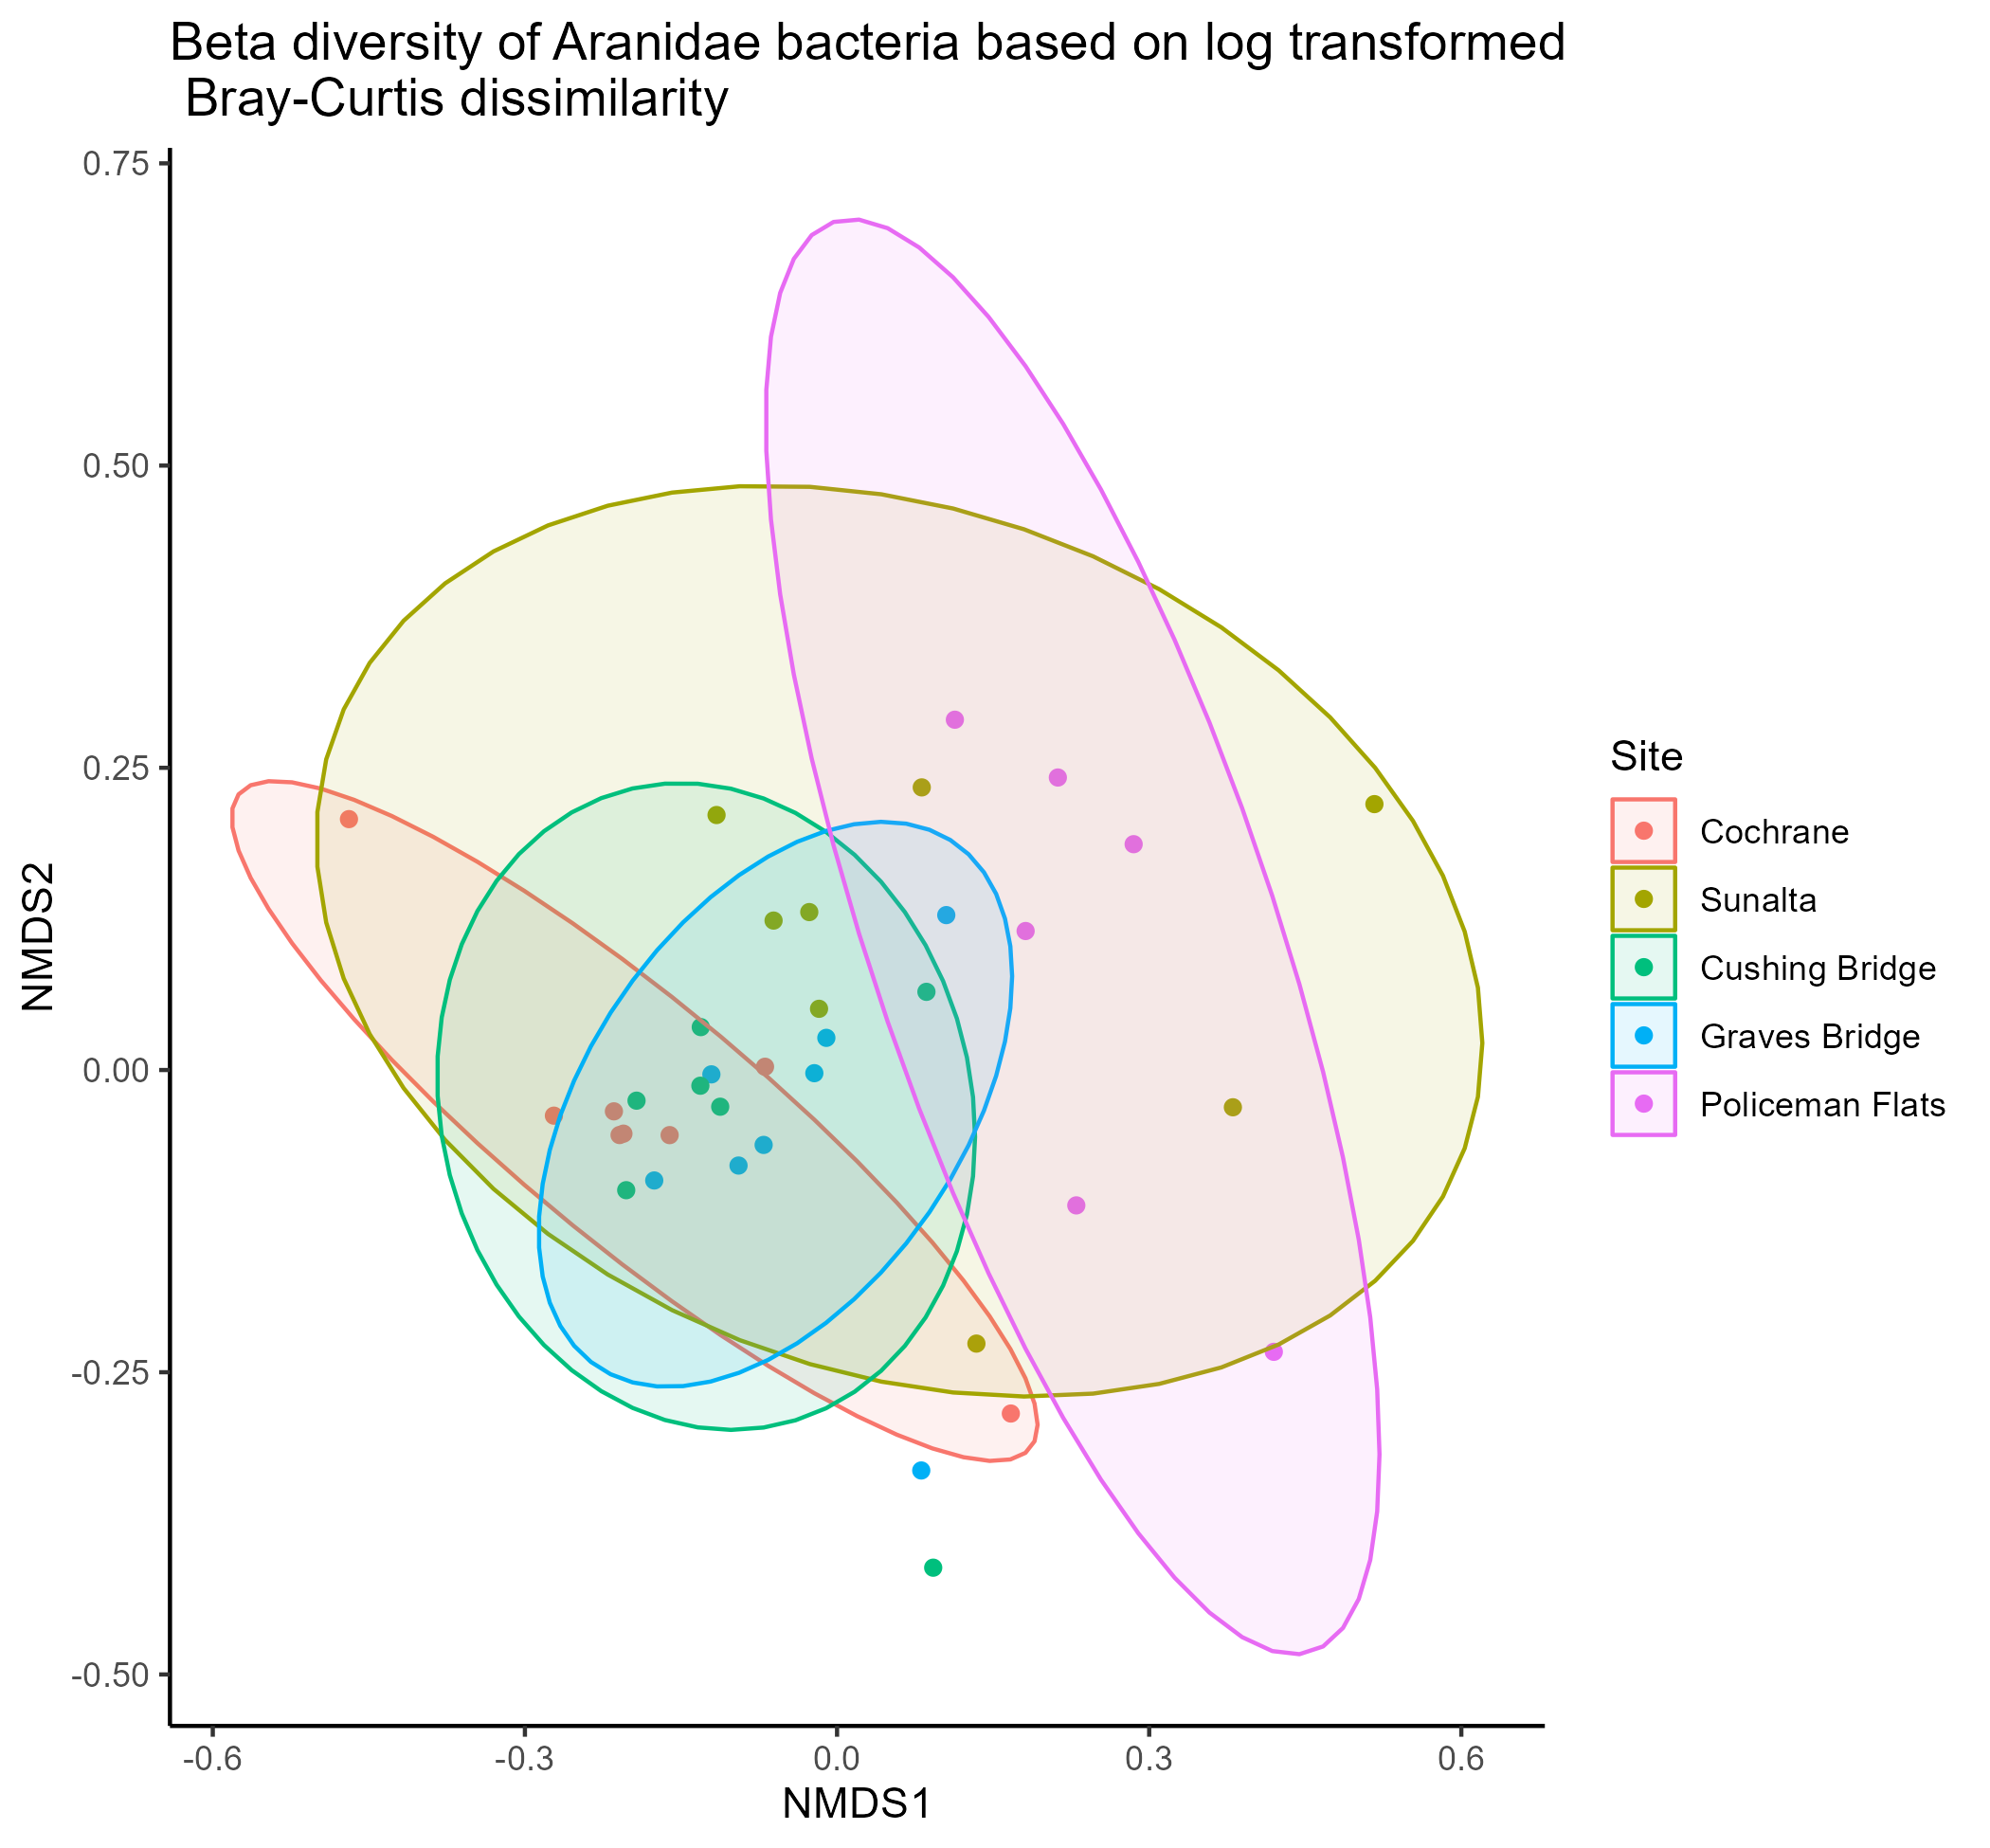 Beta diversity of Aranidae bacteria based on log transformed
Bray-Curtis dissimilarity
0.75
0.50
0.25
0.00
-0.25
-0.50
NMDS2
-0.6
-0.3
0.0
0.3
0.6
NMDS1
Site
Cochrane
Sunalta
Cushing Bridge
Graves Bridge
Policeman Flats